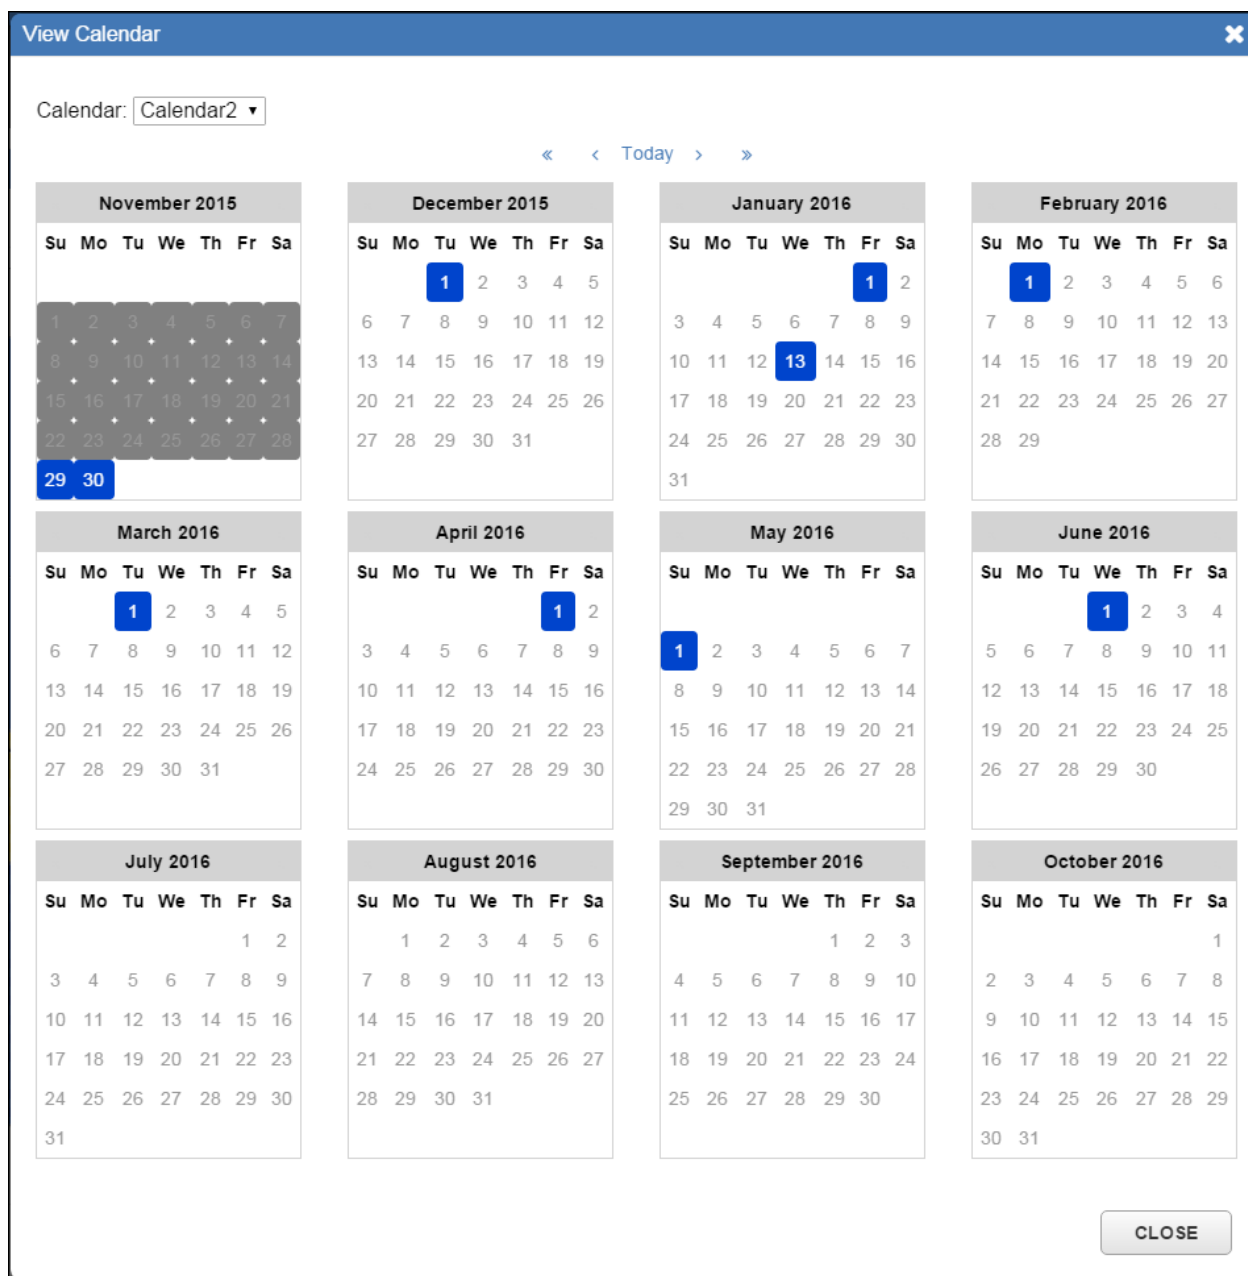 View Calendar ✖
Calendar: Calendar2 ▼
« ‹ Today › »
November 2015
Su Mo Tu We Th Fr Sa
1 2 3 4 5 6 7
8 9 10 11 12 13 14
15 16 17 18 19 20 21
22 23 24 25 26 27 28
29 30
December 2015
Su Mo Tu We Th Fr Sa
1 2 3 4 5
6 7 8 9 10 11 12
13 14 15 16 17 18 19
20 21 22 23 24 25 26
27 28 29 30 31
January 2016
Su Mo Tu We Th Fr Sa
1 2
3 4 5 6 7 8 9
10 11 12 13 14 15 16
17 18 19 20 21 22 23
24 25 26 27 28 29 30
31
February 2016
Su Mo Tu We Th Fr Sa
1 2 3 4 5 6
7 8 9 10 11 12 13
14 15 16 17 18 19 20
21 22 23 24 25 26 27
28 29
March 2016
Su Mo Tu We Th Fr Sa
1 2 3 4 5
6 7 8 9 10 11 12
13 14 15 16 17 18 19
20 21 22 23 24 25 26
27 28 29 30 31
April 2016
Su Mo Tu We Th Fr Sa
1 2
3 4 5 6 7 8 9
10 11 12 13 14 15 16
17 18 19 20 21 22 23
24 25 26 27 28 29 30
May 2016
Su Mo Tu We Th Fr Sa
1 2 3 4 5 6 7
8 9 10 11 12 13 14
15 16 17 18 19 20 21
22 23 24 25 26 27 28
29 30 31
June 2016
Su Mo Tu We Th Fr Sa
1 2 3 4
5 6 7 8 9 10 11
12 13 14 15 16 17 18
19 20 21 22 23 24 25
26 27 28 29 30
July 2016
Su Mo Tu We Th Fr Sa
1 2
3 4 5 6 7 8 9
10 11 12 13 14 15 16
17 18 19 20 21 22 23
24 25 26 27 28 29 30
31
August 2016
Su Mo Tu We Th Fr Sa
1 2 3 4 5 6
7 8 9 10 11 12 13
14 15 16 17 18 19 20
21 22 23 24 25 26 27
28 29 30 31
September 2016
Su Mo Tu We Th Fr Sa
1 2 3
4 5 6 7 8 9 10
11 12 13 14 15 16 17
18 19 20 21 22 23 24
25 26 27 28 29 30
October 2016
Su Mo Tu We Th Fr Sa
1
2 3 4 5 6 7 8
9 10 11 12 13 14 15
16 17 18 19 20 21 22
23 24 25 26 27 28 29
30 31
CLOSE